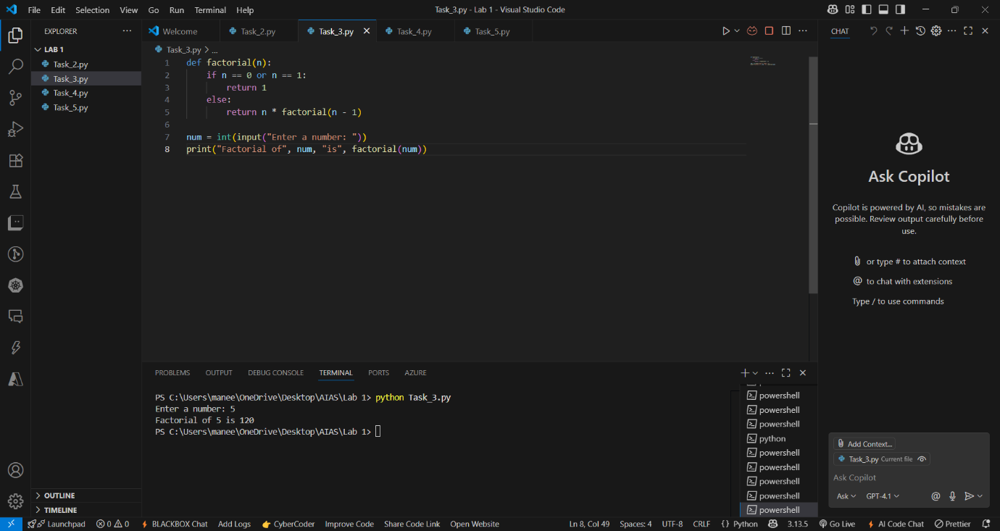 File Edit Selection View Go Run Terminal Help
Task_3.py - Lab 1 - Visual Studio Code
EXPLORER
LAB 1
Task_2.py
Task_3.py
Task_4.py
Task_5.py
OUTLINE
TIMELINE
Welcome Task_2.py Task_3.py Task_4.py Task_5.py
Task_3.py > ...
1 def factorial(n):
2     if n == 0 or n == 1:
3         return 1
4     else:
5         return n * factorial(n - 1)
6
7 num = int(input("Enter a number: "))
8 print("Factorial of", num, "is", factorial(num))
PROBLEMS OUTPUT DEBUG CONSOLE TERMINAL PORTS AZURE
PS C:\Users\manee\OneDrive\Desktop\AIAS\Lab 1> python Task_3.py
Enter a number: 5
Factorial of 5 is 120
PS C:\Users\manee\OneDrive\Desktop\AIAS\Lab 1>
powershell
powershell
powershell
python
powershell
powershell
powershell
powershell
powershell
CHAT
Ask Copilot
Copilot is powered by AI, so mistakes are
possible. Review output carefully before
use.
or type # to attach context
@ to chat with extensions
Type / to use commands
Add Context...
Task_3.py Current file
Ask Copilot
Ask GPT-4.1 @
Launchpad 0 0 BLACKBOX Chat Add Logs CyberCoder Improve Code Share Code Link Open Website Ln 8, Col 49 Spaces: 4 UTF-8 CRLF {} Python 3.13.5 Go Live AI Code Chat Prettier